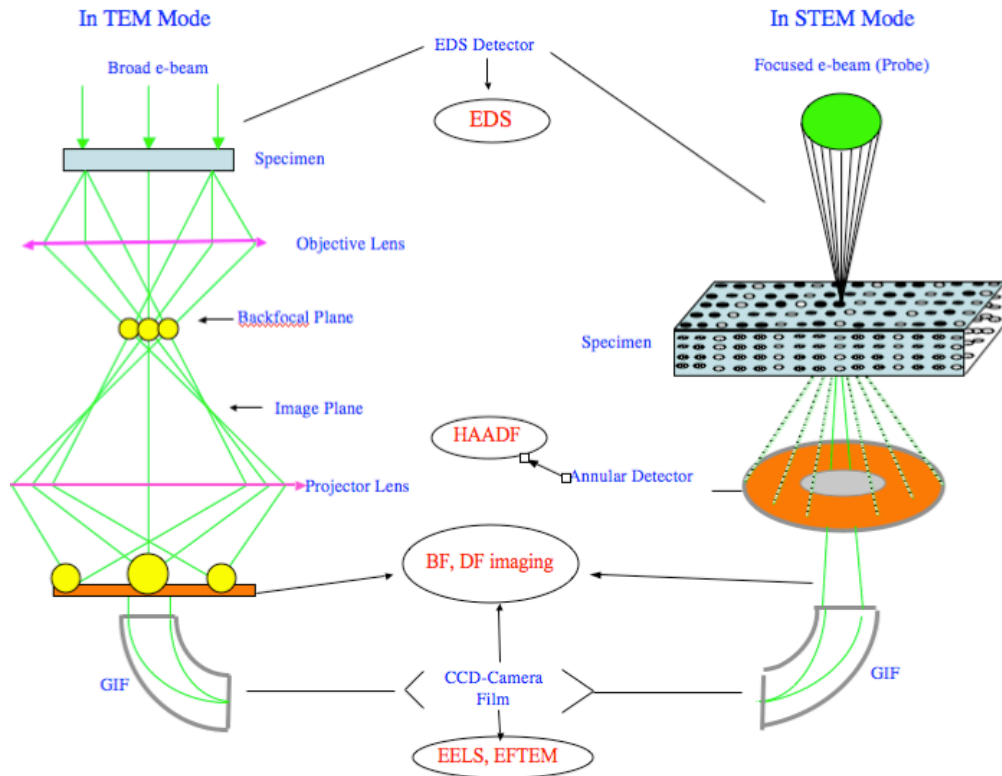 In TEM Mode
In STEM Mode
EDS Detector
Broad e-beam
Focused e-beam (Probe)
EDS
Specimen
Objective Lens
Backfocal Plane
Specimen
Image Plane
HAADF
Annular Detector
Projector Lens
BF, DF imaging
GIF
CCD-Camera
Film
GIF
EELS, EFTEM